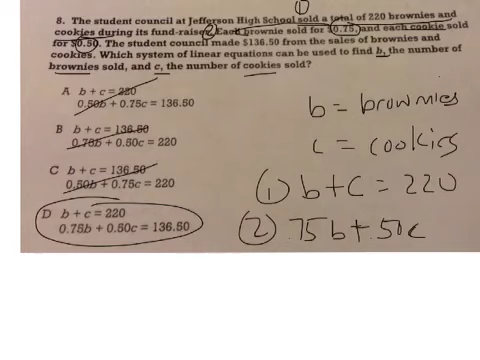 ①
8. The student council at Jefferson High School sold a total of 220 brownies and
cookies during its fund-raiser. ② Each brownie sold for $0.75, and each cookie sold
for $0.50. The student council made $136.50 from the sales of brownies and
cookies. Which system of linear equations can be used to find b, the number of
brownies sold, and c, the number of cookies sold?
A b + c = 220
0.50b + 0.75c = 136.50
B b + c = 136.50
0.75b + 0.50c = 220
C b + c = 136.50
0.50b + 0.75c = 220
D b + c = 220
0.75b + 0.50c = 136.50
b = brownies
c = cookies
① b + c = 220
② .75b + .50c